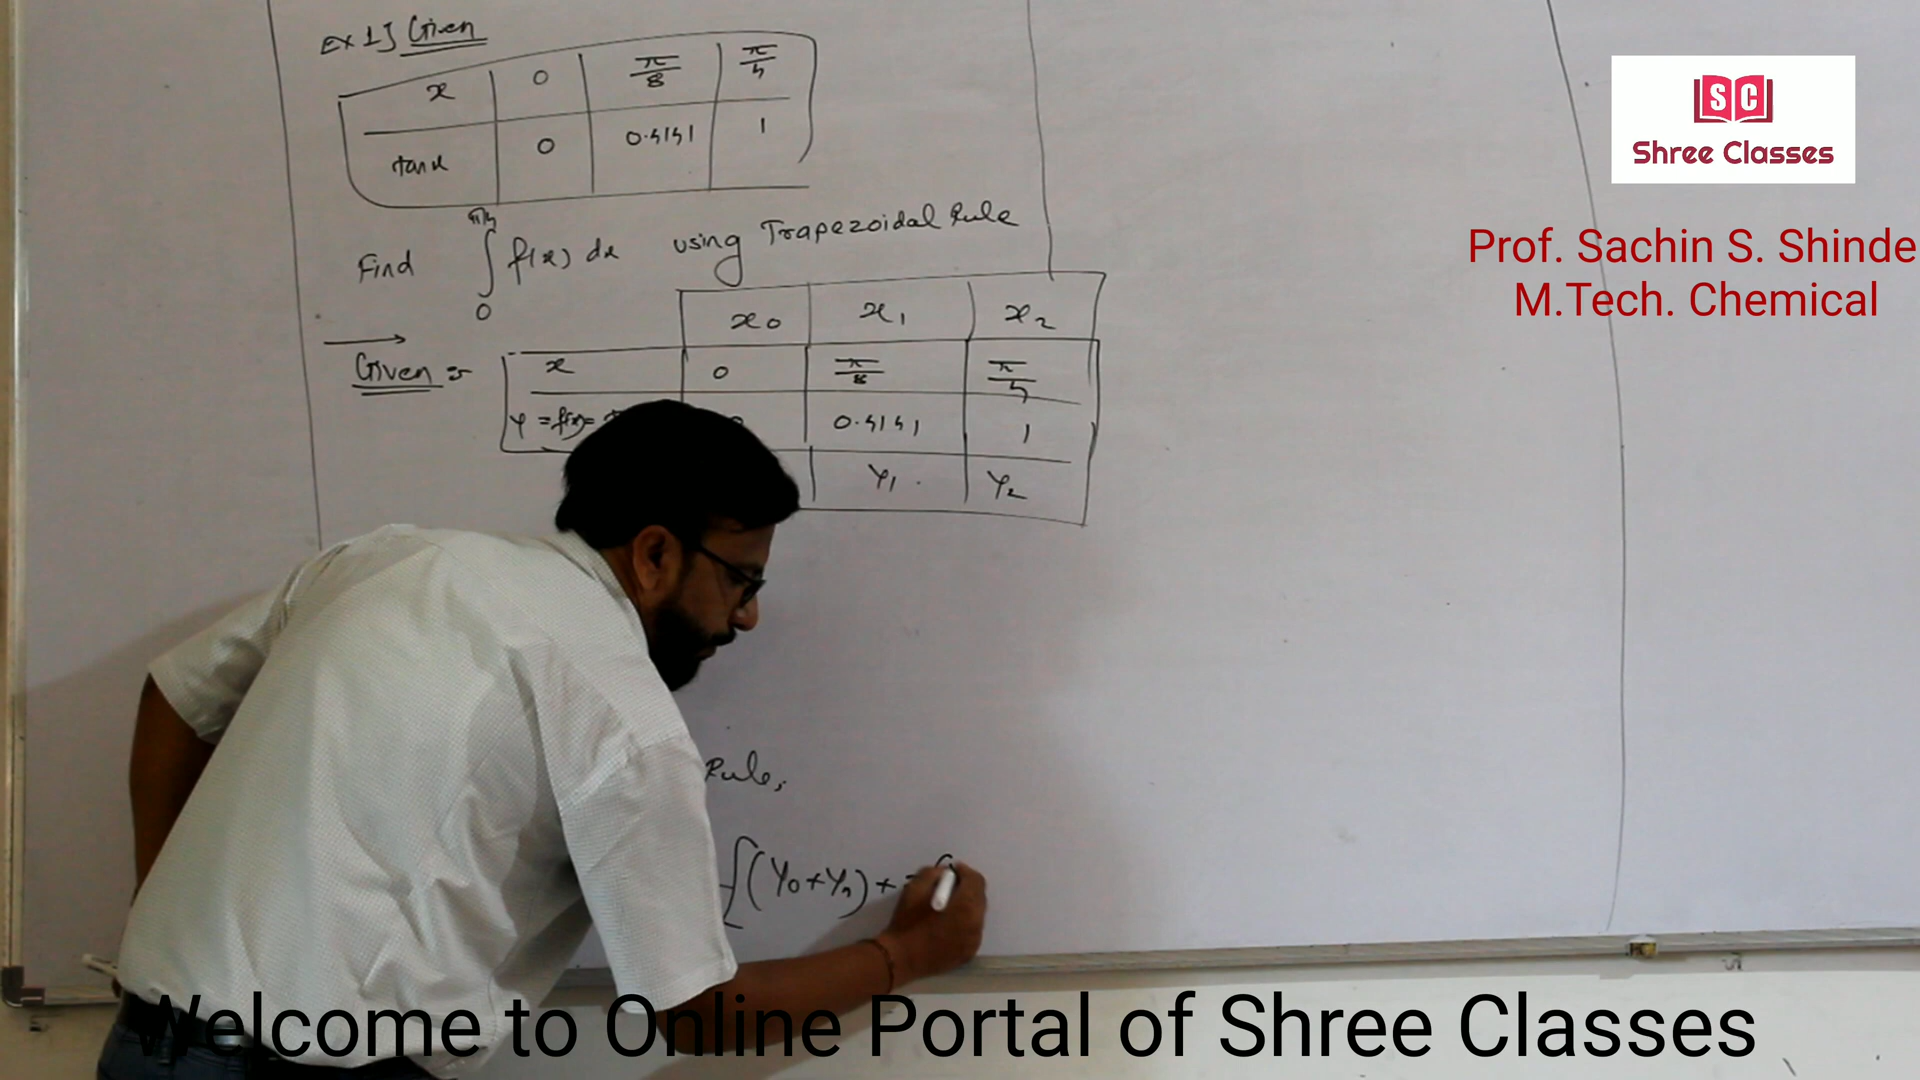 Ex 1] Given
x 0 π/8 π/4
tanx 0 0.4141 1
Find ∫ 0 π/4 f(x) dx using Trapezoidal Rule
x0 x1 x2
Given :- x 0 π/8 π/4
y = f(x)= 0.4141 1
Y1 Y2
Rule,
[(Y0+Yn)+
SC
Shree Classes
Prof. Sachin S. Shinde
M.Tech. Chemical
Welcome to Online Portal of Shree Classes